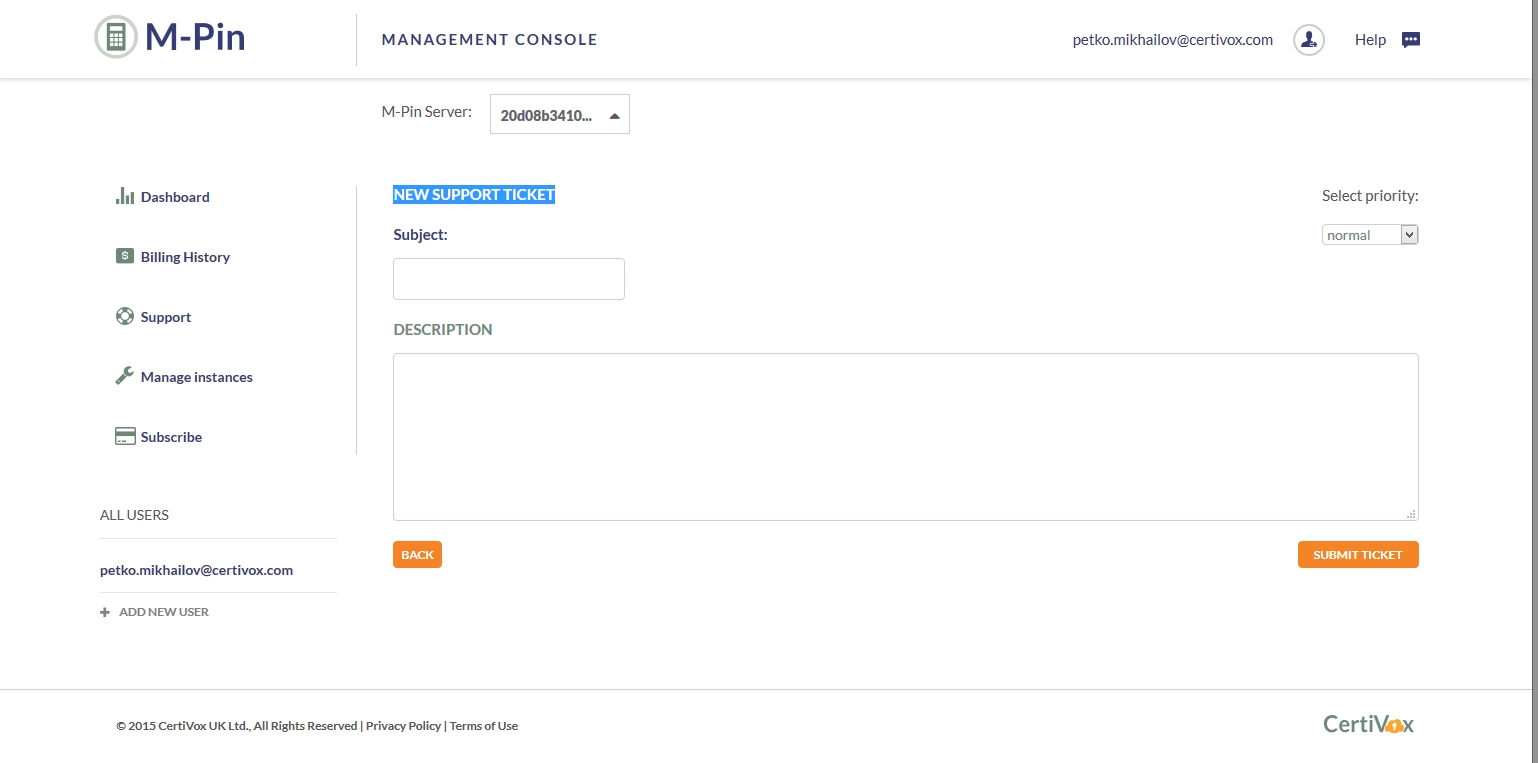 M-Pin
MANAGEMENT CONSOLE
petko.mikhailov@certivox.com
Help
M-Pin Server:
20d08b3410...
Dashboard
Billing History
Support
Manage instances
Subscribe
ALL USERS
petko.mikhailov@certivox.com
ADD NEW USER
NEW SUPPORT TICKET
Select priority:
normal
Subject:
DESCRIPTION
BACK
SUBMIT TICKET
© 2015 CertiVox UK Ltd., All Rights Reserved | Privacy Policy | Terms of Use
CertiVox